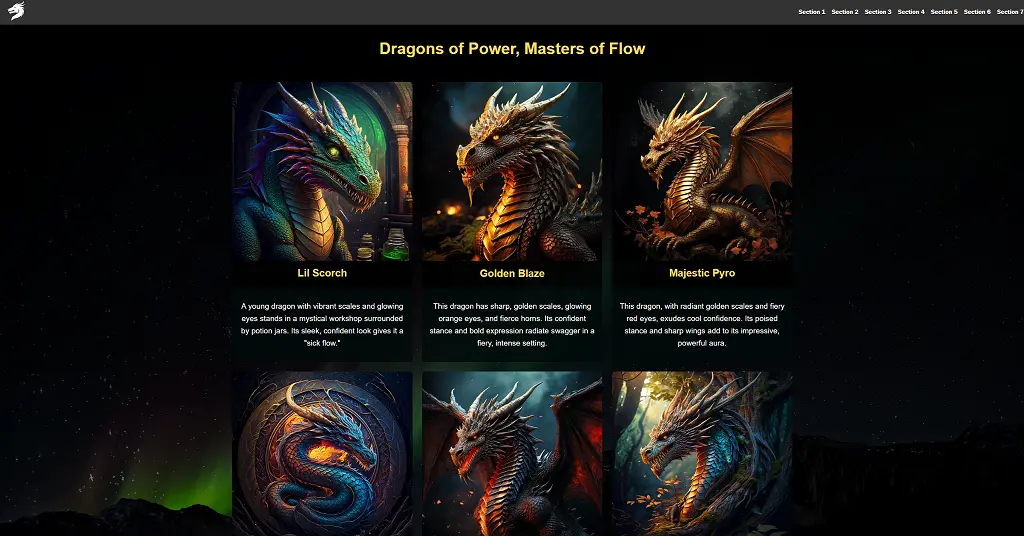 Section 1 Section 2 Section 3 Section 4 Section 5 Section 6 Section 7
Dragons of Power, Masters of Flow
Lil Scorch
A young dragon with vibrant scales and glowing
eyes stands in a mystical workshop surrounded
by potion jars. Its sleek, confident look gives it a
"sick flow."
Golden Blaze
This dragon has sharp, golden scales, glowing
orange eyes, and fierce horns. Its confident
stance and bold expression radiate swagger in a
fiery, intense setting.
Majestic Pyro
This dragon, with radiant golden scales and fiery
red eyes, exudes cool confidence. Its poised
stance and sharp wings add to its impressive,
powerful aura.